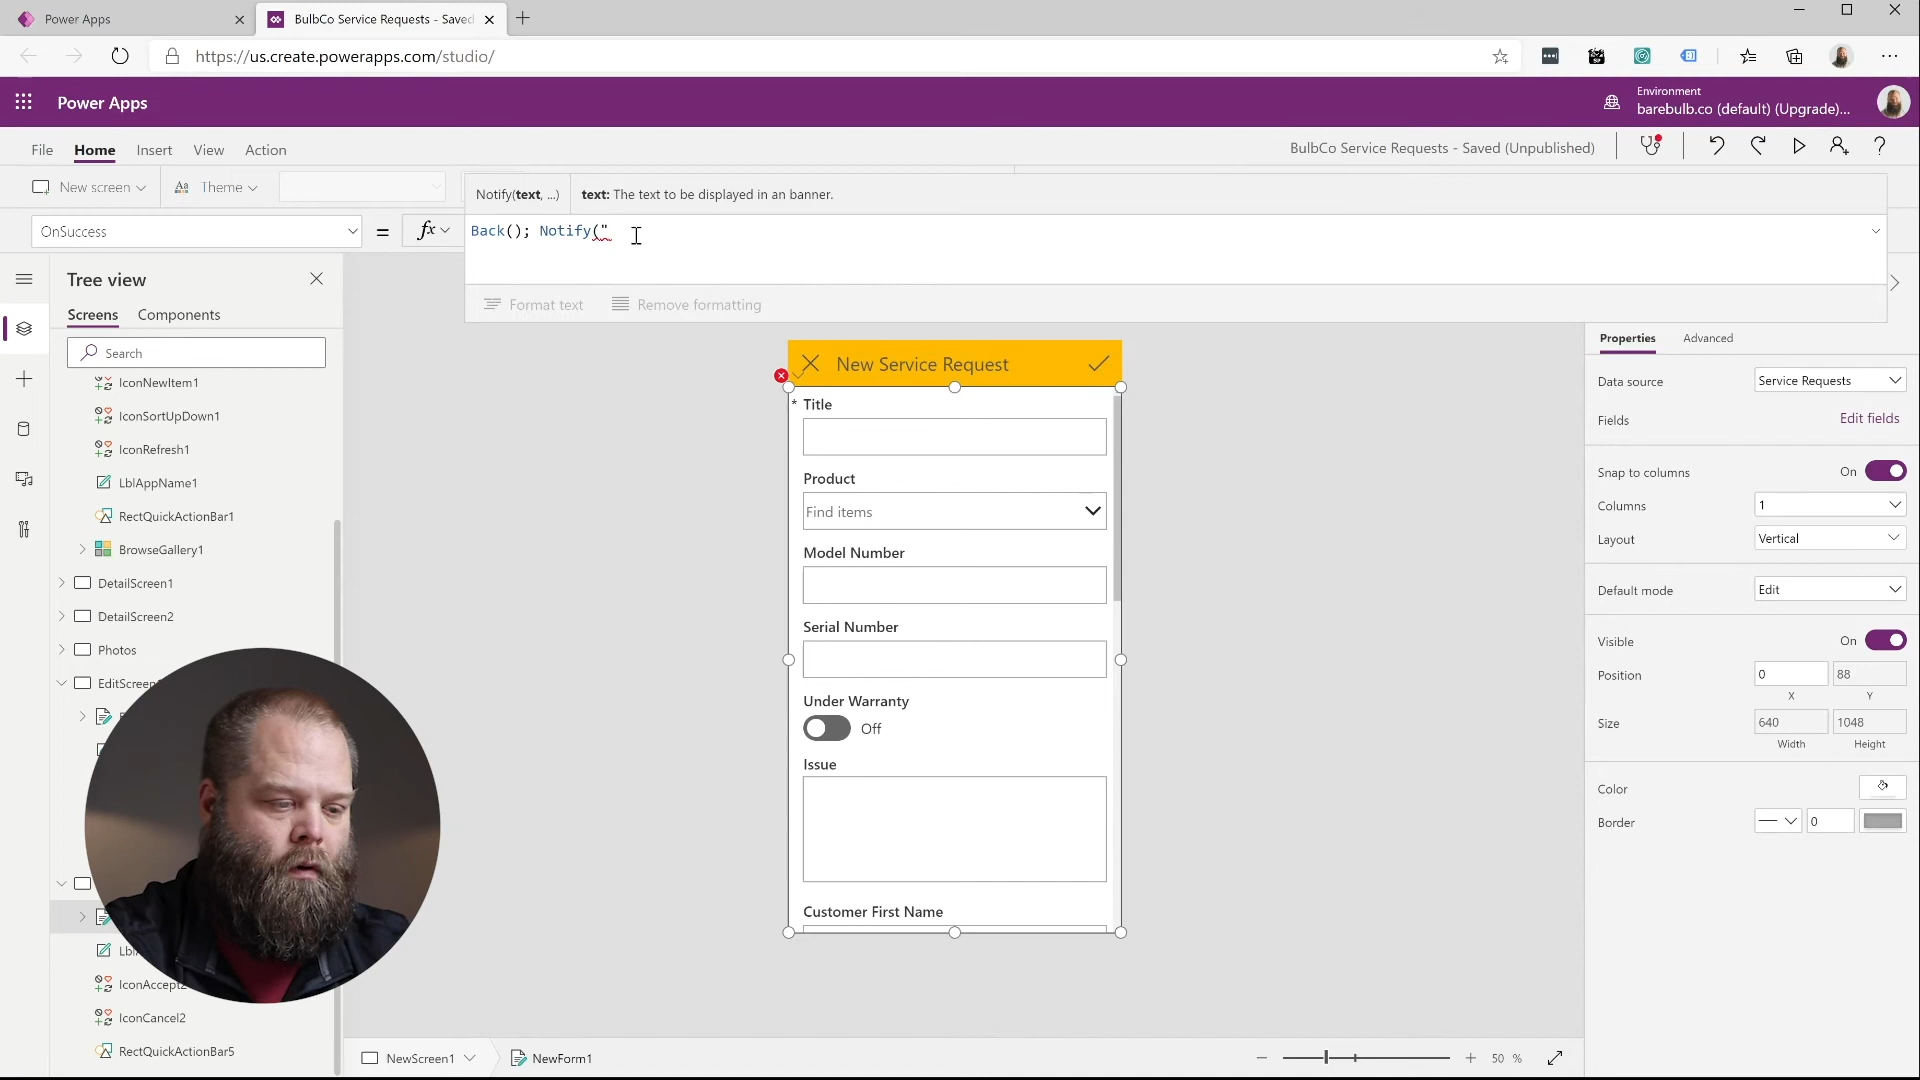 Power Apps
BulbCo Service Requests - Saved
https://us.create.powerapps.com/studio/
Power Apps
Environment
barebulb.co (default) (Upgrade)...
File
Home
Insert
View
Action
BulbCo Service Requests - Saved (Unpublished)
New screen
Theme
Notify(text, ...)
text: The text to be displayed in an banner.
OnSuccess
=
fx
Back(); Notify("
Format text
Remove formatting
Tree view
Screens
Components
Search
IconNewItem1
IconSortUpDown1
IconRefresh1
LblAppName1
RectQuickActionBar1
BrowseGallery1
DetailScreen1
DetailScreen2
Photos
IconCancel2
RectQuickActionBar5
New Service Request
* Title
Product
Find items
Model Number
Serial Number
Under Warranty
Off
Issue
Customer First Name
Properties
Advanced
Data source
Service Requests
Fields
Edit fields
Snap to columns
On
Columns
1
Layout
Vertical
Default mode
Edit
Visible
On
Position
0
88
X
Y
Size
640
1048
Width
Height
Color
Border
0
NewScreen1
NewForm1
50 %